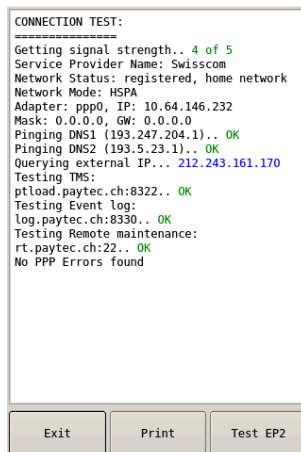 CONNECTION TEST:
===============
Getting signal strength.. 4 of 5
Service Provider Name: Swisscom
Network Status: registered, home network
Network Mode: HSPA
Adapter: ppp0, IP: 10.64.146.232
Mask: 0.0.0.0, GW: 0.0.0.0
Pinging DNS1 (193.247.204.1).. OK
Pinging DNS2 (193.5.23.1).. OK
Querying external IP... 212.243.161.170
Testing TMS:
ptload.paytec.ch:8322.. OK
Testing Event log:
log.paytec.ch:8330.. OK
Testing Remote maintenance:
rt.paytec.ch:22.. OK
No PPP Errors found
Exit
Print
Test EP2